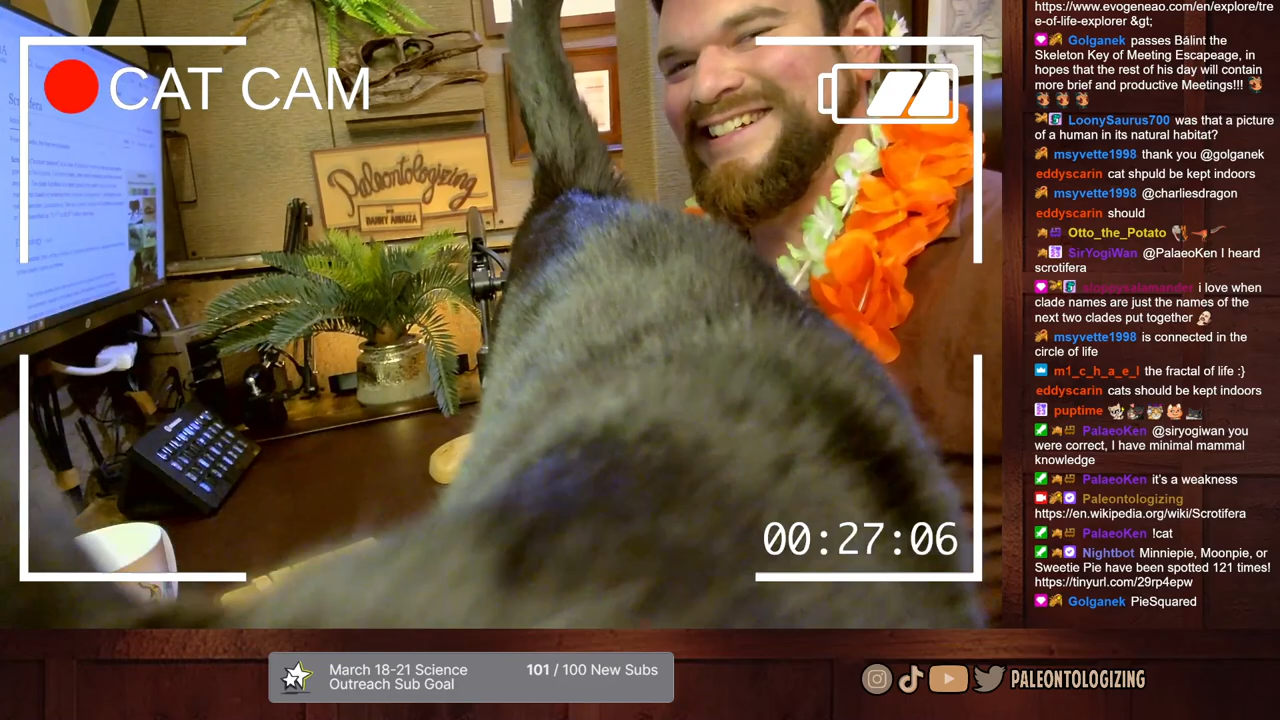 CAT CAM
Paleontologizing
DANNY ANDUZA
00:27:06
https://www.evogeneao.com/en/explore/tre
e-of-life-explorer &gt;
Golganek passes Bálint the
Skeleton Key of Meeting Escapeage, in
hopes that the rest of his day will contain
more brief and productive Meetings!!!
LoonySaurus700 was that a picture
of a human in its natural habitat?
msyvette1998 thank you @golganek
eddyscarin cat shpuld be kept indoors
msyvette1998 @charliesdragon
eddyscarin should
Otto_the_Potato
SirYogiWan @PalaeoKen I heard
scrotifera
sloppysalamander i love when
clade names are just the names of the
next two clades put together
msyvette1998 is connected in the
circle of life
m1_c_h_a_e_l the fractal of life :}
eddyscarin cats should be kept indoors
puptime
PalaeoKen @siryogiwan you
were correct, I have minimal mammal
knowledge
PalaeoKen it's a weakness
Paleontologizing
https://en.wikipedia.org/wiki/Scrotifera
PalaeoKen !cat
Nightbot Minniepie, Moonpie, or
Sweetie Pie have been spotted 121 times!
https://tinyurl.com/29rp4epw
Golganek PieSquared
March 18-21 Science 101 / 100 New Subs
Outreach Sub Goal
PALEONTOLOGIZING